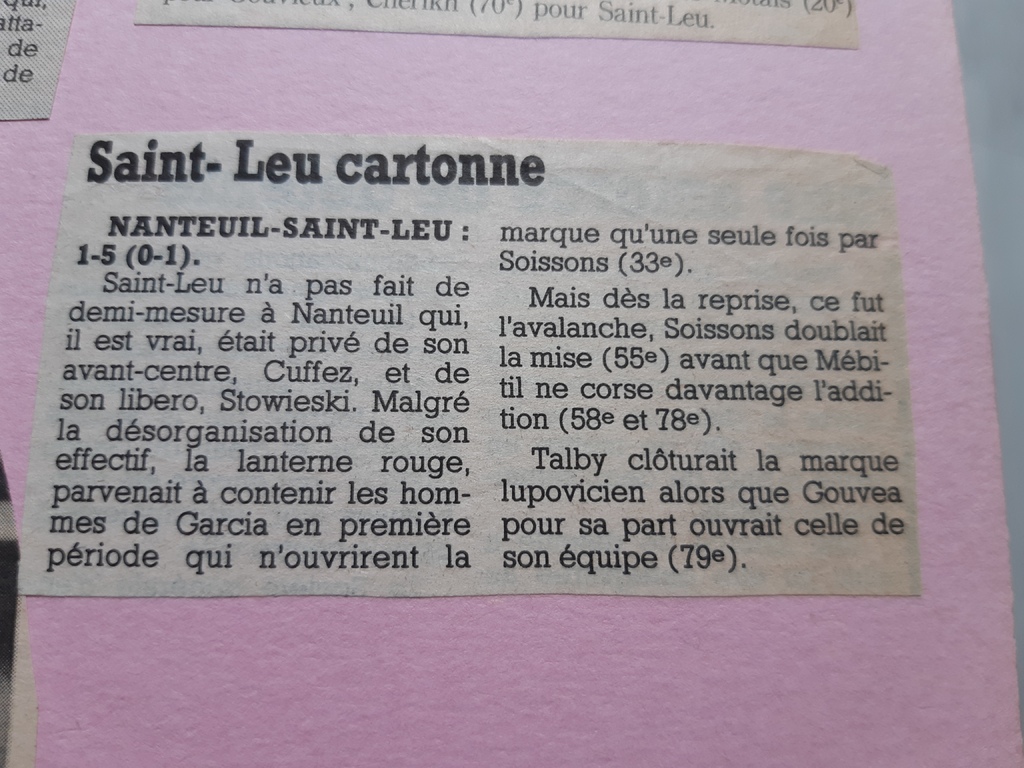 de
de
pour Saint-Leu.
Saint- Leu cartonne
NANTEUIL-SAINT-LEU :
1-5 (0-1).
Saint-Leu n'a pas fait de
demi-mesure à Nanteuil qui,
il est vrai, était privé de son
avant-centre, Cuffez, et de
son libero, Stowieski. Malgré
la désorganisation de son
effectif, la lanterne rouge,
parvenait à contenir les hom-
mes de Garcia en première
période qui n'ouvrirent la
marque qu'une seule fois par
Soissons (33e).
Mais dès la reprise, ce fut
l'avalanche, Soissons doublait
la mise (55e) avant que Mébi-
til ne corse davantage l'addi-
tion (58e et 78e).
Talby clôturait la marque
lupovicien alors que Gouvea
pour sa part ouvrait celle de
son équipe (79e).